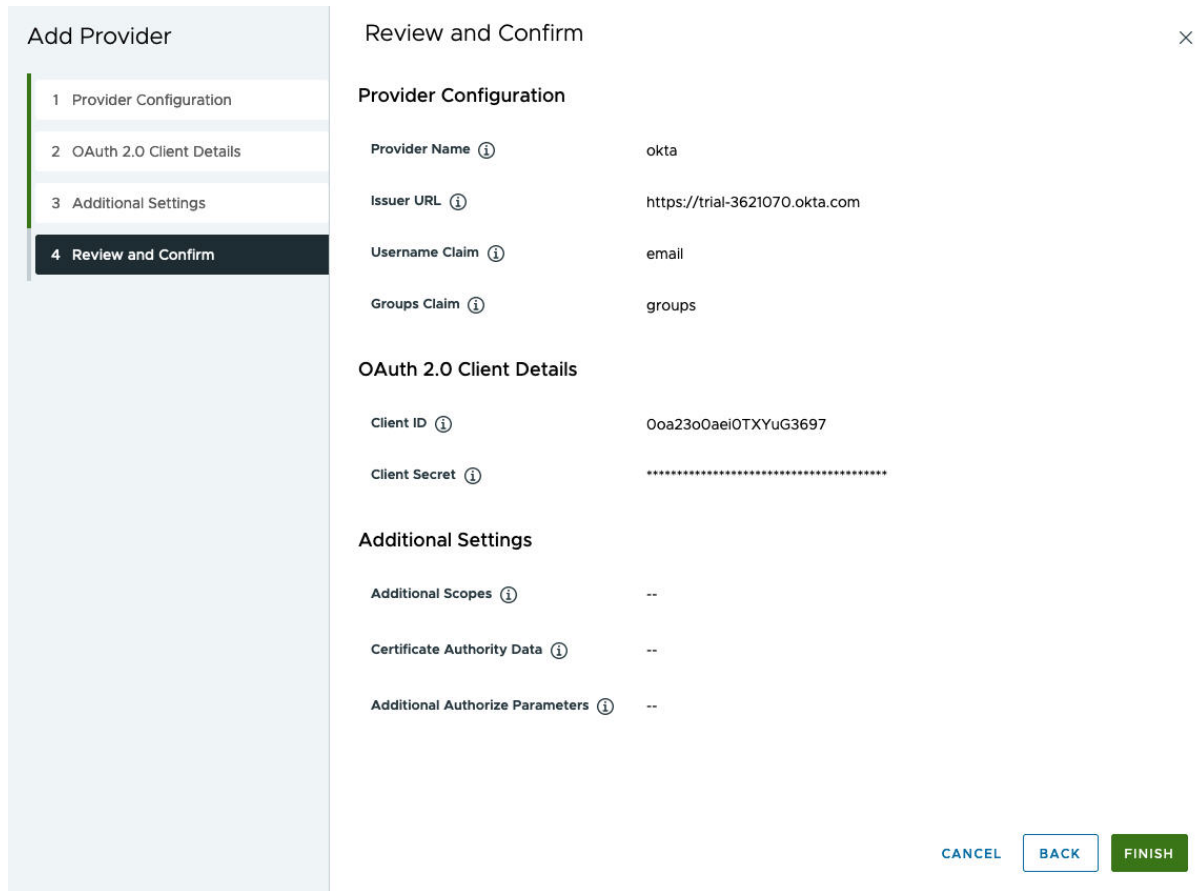 Add Provider
1 Provider Configuration
2 OAuth 2.0 Client Details
3 Additional Settings
4 Review and Confirm
Review and Confirm
Provider Configuration
Provider Name okta
Issuer URL https://trial-3621070.okta.com
Username Claim email
Groups Claim groups
OAuth 2.0 Client Details
Client ID 0oa23o0aei0TXYuG3697
Client Secret ****************************************
Additional Settings
Additional Scopes --
Certificate Authority Data --
Additional Authorize Parameters --
CANCEL BACK FINISH